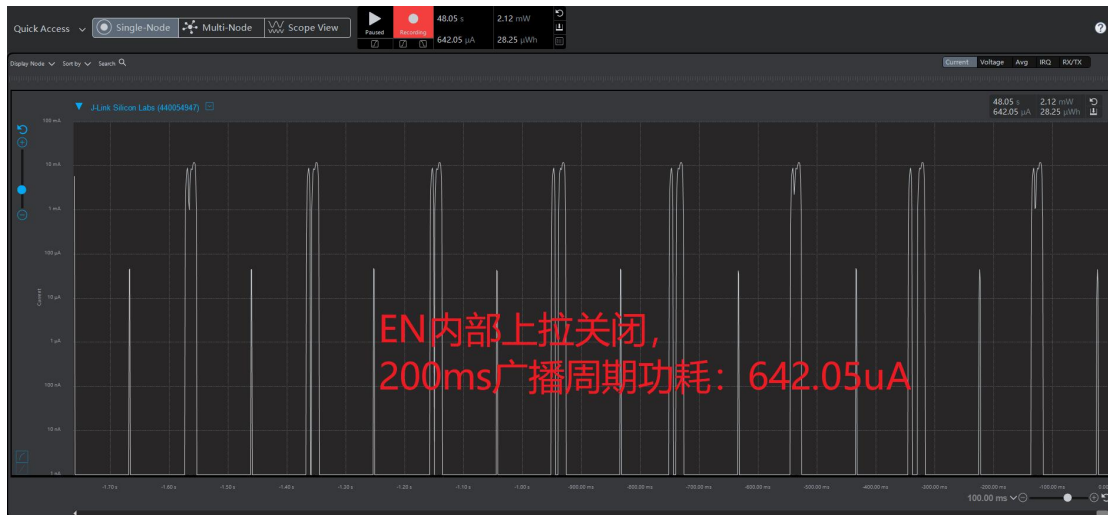 Quick Access
Single-Node
Multi-Node
Scope View
Paused
Recording
48.05 s
2.12 mW
642.05 µA
28.25 µWh
Display Node
Sort by
Search
Current
Voltage
Avg
IRQ
RX/TX
J-Link Silicon Labs (440054947)
48.05 s 2.12 mW
642.05 µA 28.25 µWh
100 mA
10 mA
1 mA
100 µA
10 µA
1 µA
100 nA
10 nA
1 nA
Current
EN内部上拉关闭,
200ms广播周期功耗：642.05uA
-1.70 s
-1.60 s
-1.50 s
-1.40 s
-1.30 s
-1.20 s
-1.10 s
-1.00 s
-900.00 ms
-800.00 ms
-700.00 ms
-600.00 ms
-500.00 ms
-400.00 ms
-300.00 ms
-200.00 ms
-100.00 ms
100.00 ms